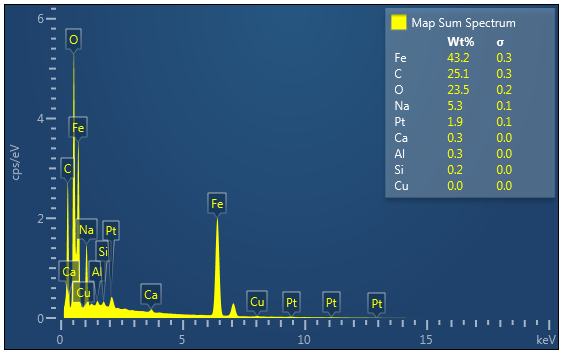 Map Sum Spectrum
Wt% σ
Fe 43.2 0.3
C 25.1 0.3
O 23.5 0.2
Na 5.3 0.1
Pt 1.9 0.1
Ca 0.3 0.0
Al 0.3 0.0
Si 0.2 0.0
Cu 0.0 0.0
6
O
4
Fe
cps/eV
C
Fe
2
Na Pt
Si
Ca Al
Cu Ca Cu Pt Pt Pt
0
0 5 10 15 keV